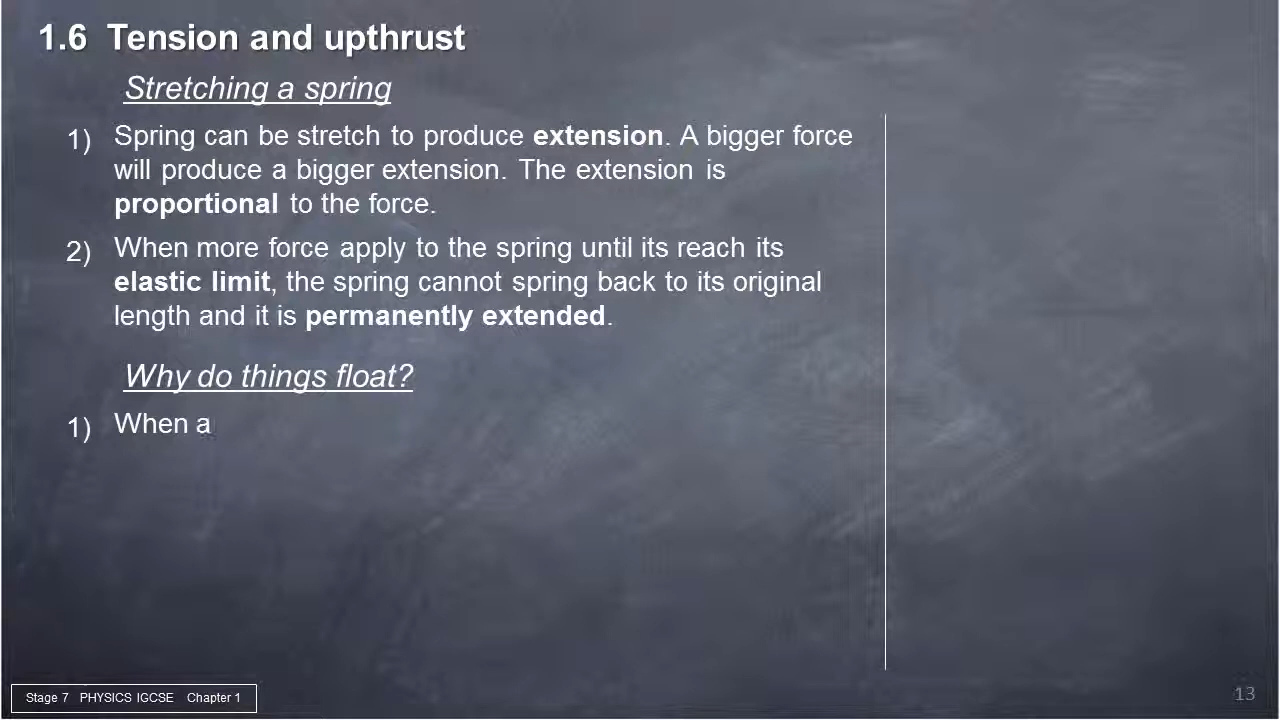 1.6 Tension and upthrust
Stretching a spring
1) Spring can be stretch to produce extension. A bigger force
will produce a bigger extension. The extension is
proportional to the force.
2) When more force apply to the spring until its reach its
elastic limit, the spring cannot spring back to its original
length and it is permanently extended.
Why do things float?
1) When a
Stage 7 PHYSICS IGCSE Chapter 1
13